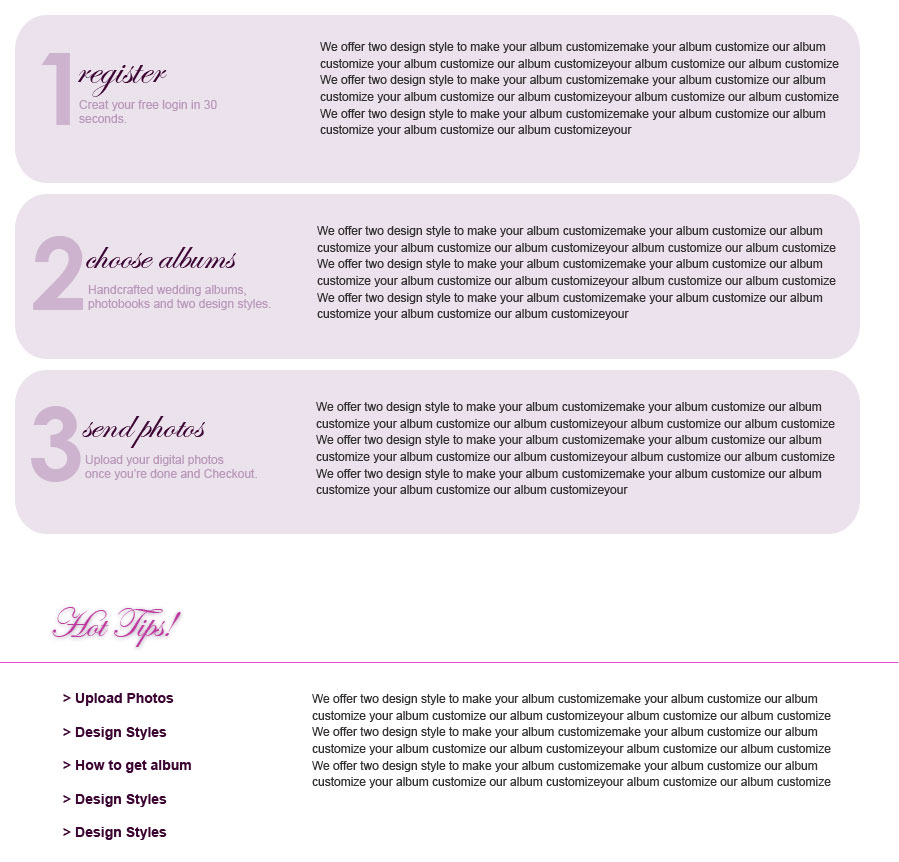 1 register
Creat your free login in 30
seconds.
We offer two design style to make your album customizemake your album customize our album
customize your album customize our album customizeyour album customize our album customize
We offer two design style to make your album customizemake your album customize our album
customize your album customize our album customizeyour album customize our album customize
We offer two design style to make your album customizemake your album customize our album
customize your album customize our album customizeyour
2 choose albums
Handcrafted wedding albums,
photobooks and two design styles.
We offer two design style to make your album customizemake your album customize our album
customize your album customize our album customizeyour album customize our album customize
We offer two design style to make your album customizemake your album customize our album
customize your album customize our album customizeyour album customize our album customize
We offer two design style to make your album customizemake your album customize our album
customize your album customize our album customizeyour
3 send photos
Upload your digital photos
once you're done and Checkout.
We offer two design style to make your album customizemake your album customize our album
customize your album customize our album customizeyour album customize our album customize
We offer two design style to make your album customizemake your album customize our album
customize your album customize our album customizeyour album customize our album customize
We offer two design style to make your album customizemake your album customize our album
customize your album customize our album customizeyour
Hot Tips!
> Upload Photos
> Design Styles
> How to get album
> Design Styles
> Design Styles
We offer two design style to make your album customizemake your album customize our album
customize your album customize our album customizeyour album customize our album customize
We offer two design style to make your album customizemake your album customize our album
customize your album customize our album customizeyour album customize our album customize
We offer two design style to make your album customizemake your album customize our album
customize your album customize our album customizeyour album customize our album customize